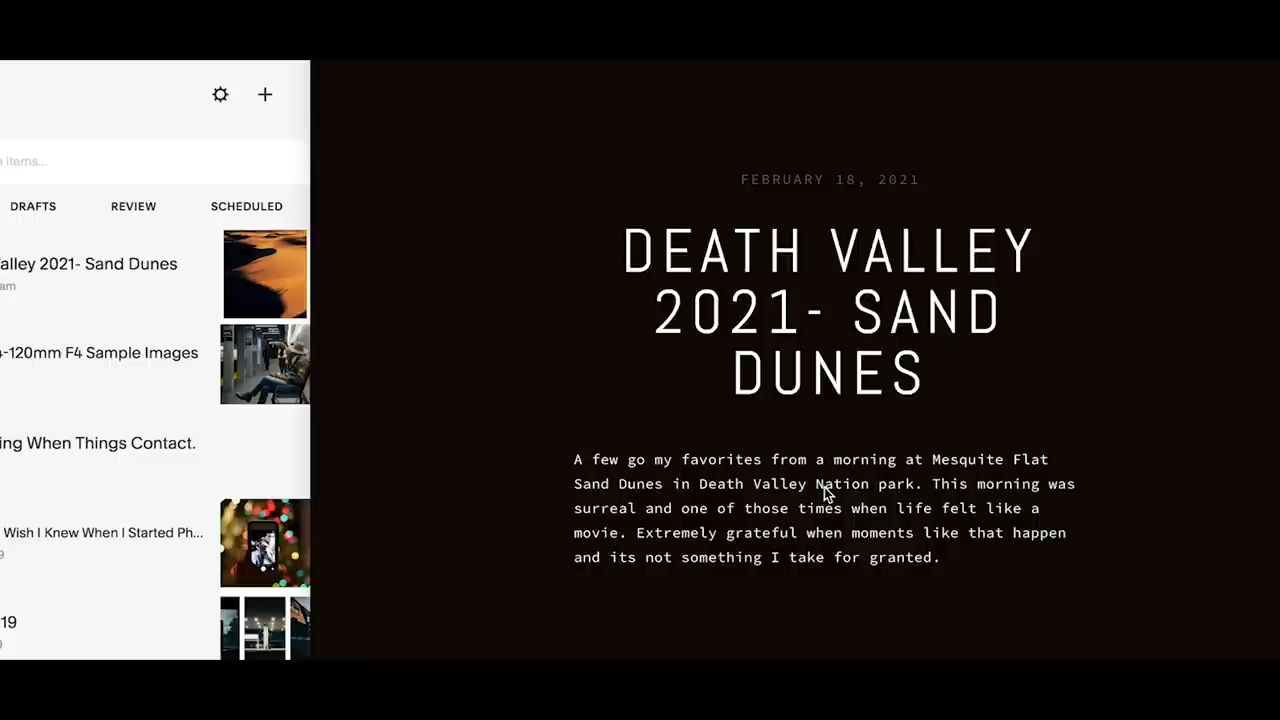 items...
DRAFTS REVIEW SCHEDULED
alley 2021- Sand Dunes
am
-120mm F4 Sample Images
ing When Things Contact.
Wish I Knew When I Started Ph...
9
19
FEBRUARY 18, 2021
DEATH VALLEY
2021- SAND
DUNES
A few go my favorites from a morning at Mesquite Flat
Sand Dunes in Death Valley Nation park. This morning was
surreal and one of those times when life felt like a
movie. Extremely grateful when moments like that happen
and its not something I take for granted.